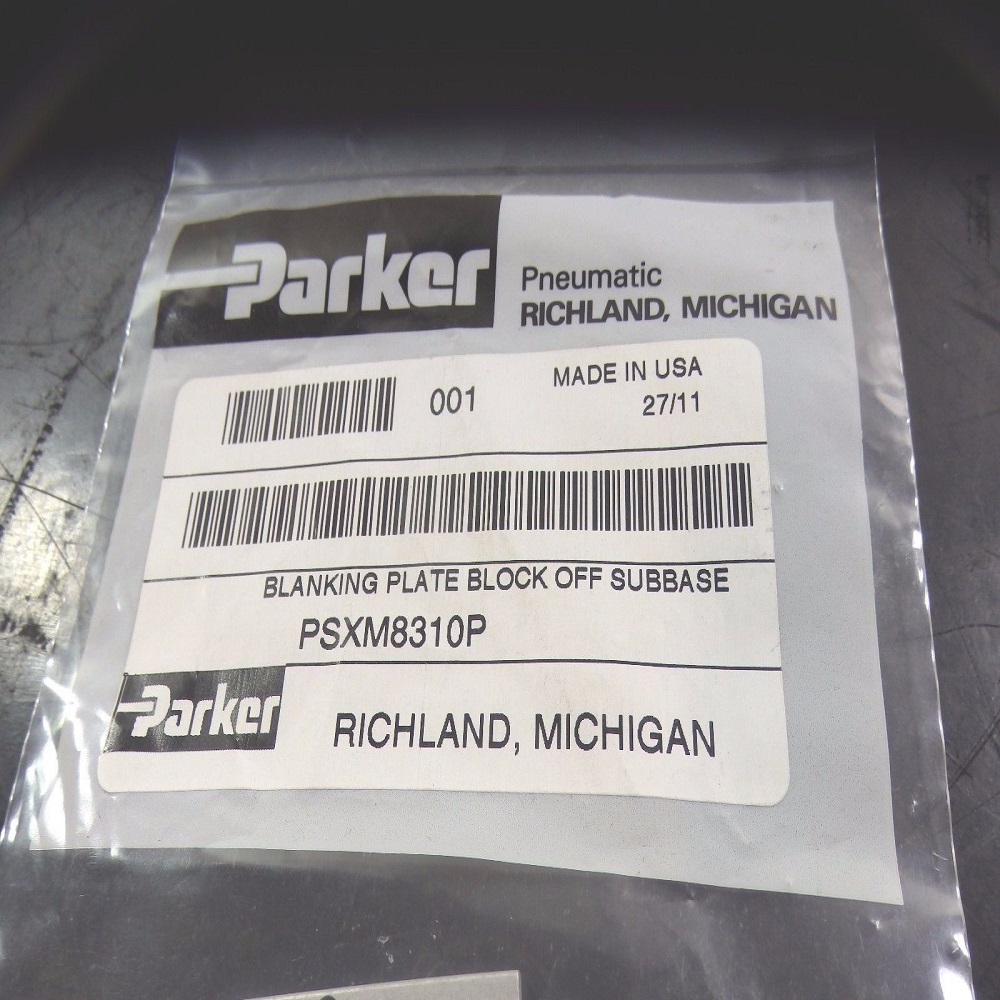 Parker
Pneumatic
RICHLAND, MICHIGAN
001
MADE IN USA
27/11
BLANKING PLATE BLOCK OFF SUBBASE
PSXM8310P
Parker
RICHLAND, MICHIGAN